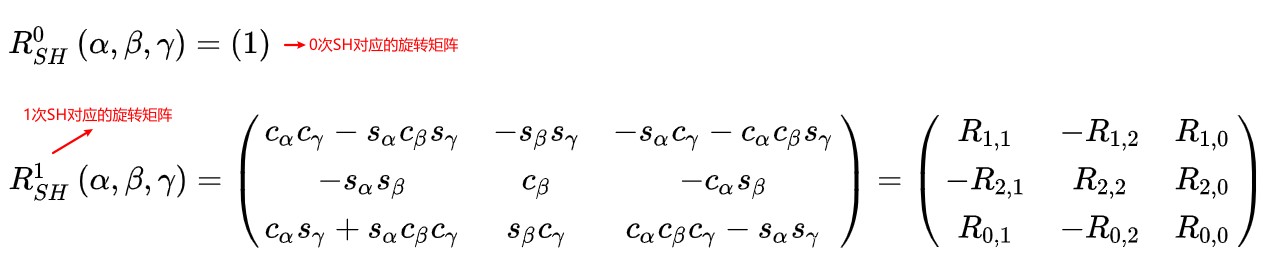 R⁰_SH (α, β, γ) = (1) → 0次SH对应的旋转矩阵
1次SH对应的旋转矩阵
R¹_SH (α, β, γ) = ( c_α c_γ − s_α c_β s_γ  −s_β s_γ  −s_α c_γ − c_α c_β s_γ ; −s_α s_β  c_β  −c_α s_β ; c_α s_γ + s_α c_β c_γ  s_β c_γ  c_α c_β c_γ − s_α s_γ ) = ( R_{1,1}  −R_{1,2}  R_{1,0} ; −R_{2,1}  R_{2,2}  R_{2,0} ; R_{0,1}  −R_{0,2}  R_{0,0} )